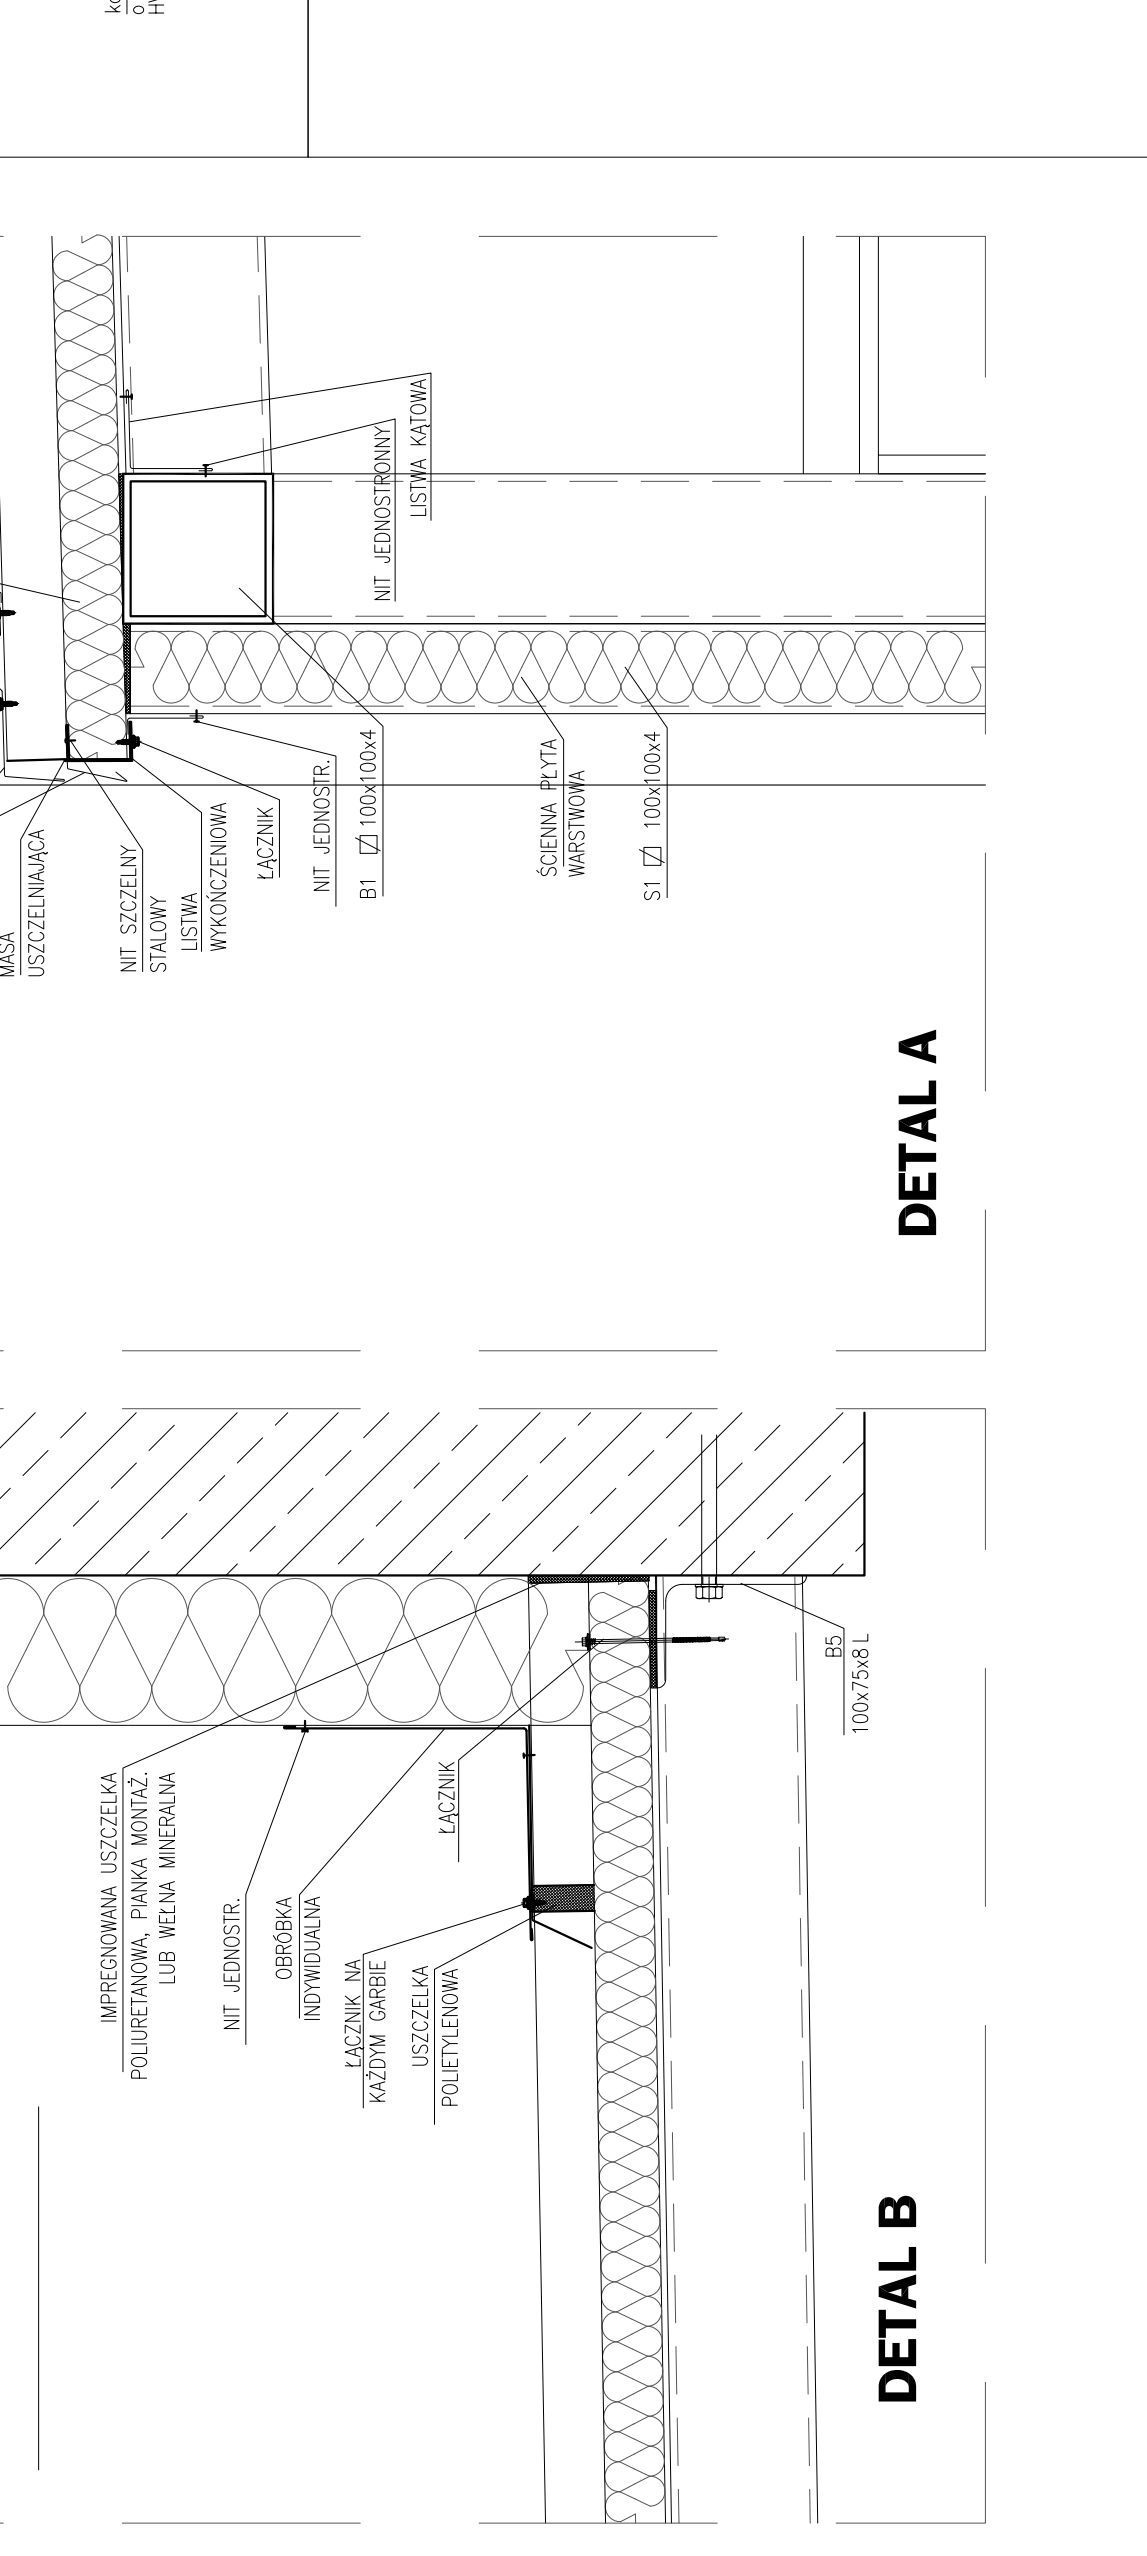 LISTWA KĄTOWA
NIT JEDNOSTRONNY
MASA
USZCZELNIAJĄCA
NIT SZCZELNY
STALOWY
LISTWA
WYKOŃCZENIOWA
ŁĄCZNIK
NIT JEDNOSTR.
B1 100x100x4
ŚCIENNA PŁYTA
WARSTWOWA
S1 100x100x4
DETAL A
IMPREGNOWANA USZCZELKA
POLIURETANOWA, PIANKA MONTAŻ.
LUB WEŁNA MINERALNA
NIT JEDNOSTR.
OBRÓBKA
INDYWIDUALNA
ŁĄCZNIK NA
KAŻDYM GARBIE
USZCZELKA
POLIETYLENOWA
ŁĄCZNIK
B5
100x75x8 L
DETAL B